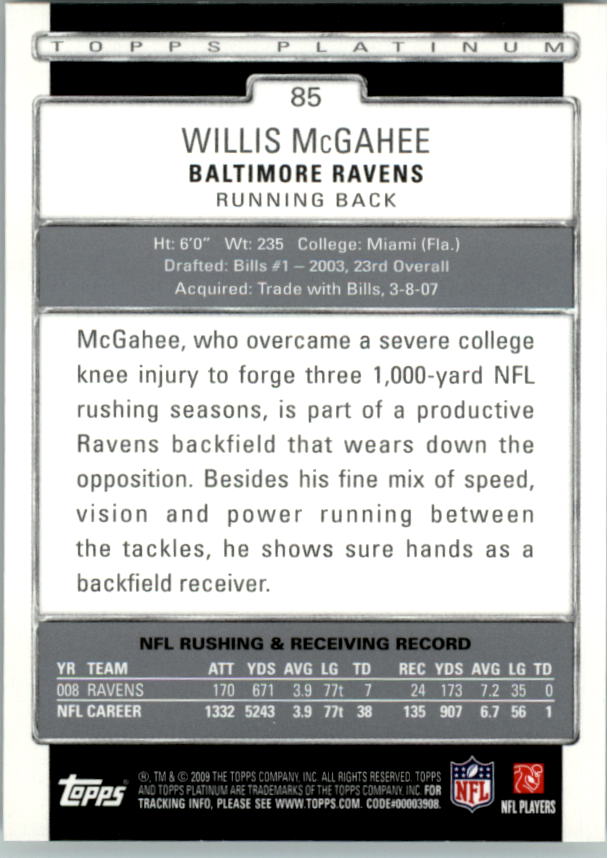 TOPPS PLATINUM
85
WILLIS McGAHEE
BALTIMORE RAVENS
RUNNING BACK
Ht: 6'0" Wt: 235 College: Miami (Fla.)
Drafted: Bills #1 – 2003, 23rd Overall
Acquired: Trade with Bills, 3-8-07
McGahee, who overcame a severe college
knee injury to forge three 1,000-yard NFL
rushing seasons, is part of a productive
Ravens backfield that wears down the
opposition. Besides his fine mix of speed,
vision and power running between
the tackles, he shows sure hands as a
backfield receiver.
NFL RUSHING & RECEIVING RECORD
YR TEAM ATT YDS AVG LG TD REC YDS AVG LG TD
008 RAVENS 170 671 3.9 77t 7 24 173 7.2 35 0
NFL CAREER 1332 5243 3.9 77t 38 135 907 6.7 56 1
Topps ®, TM & © 2009 THE TOPPS COMPANY, INC. ALL RIGHTS RESERVED. TOPPS
AND TOPPS PLATINUM ARE TRADEMARKS OF THE TOPPS COMPANY, INC. FOR
TRACKING INFO, PLEASE SEE WWW.TOPPS.COM. CODE#00003908.
NFL
NFL PLAYERS